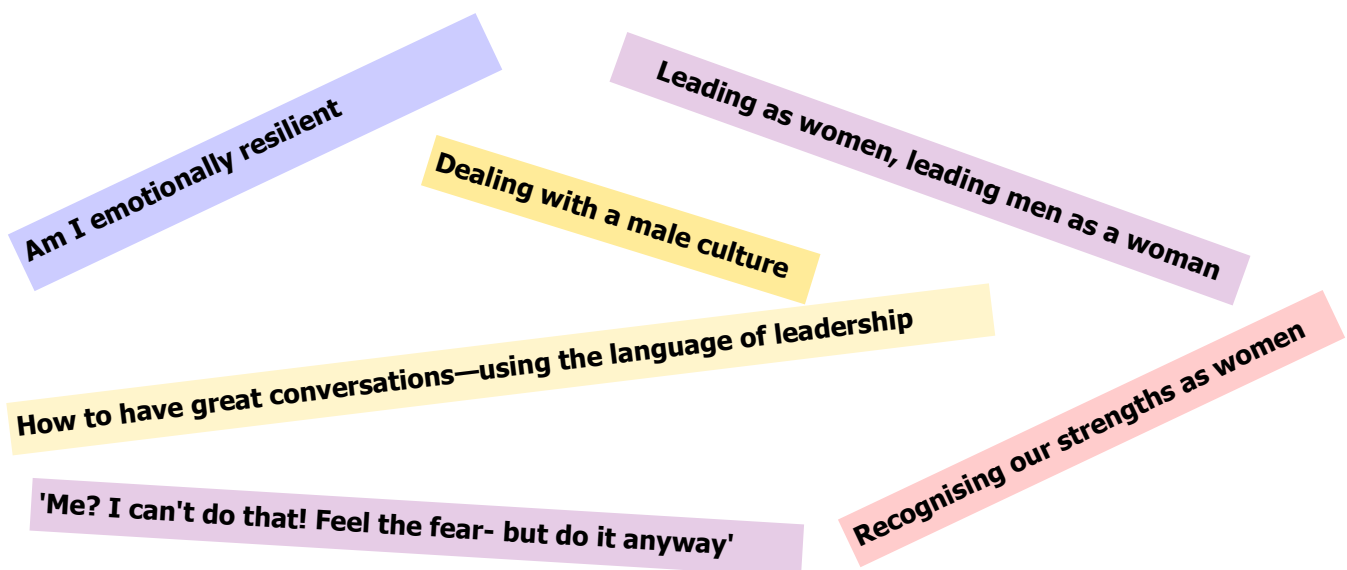 Am I emotionally resilient
Leading as women, leading men as a woman
Dealing with a male culture
How to have great conversations—using the language of leadership
Recognising our strengths as women
'Me? I can't do that! Feel the fear- but do it anyway'